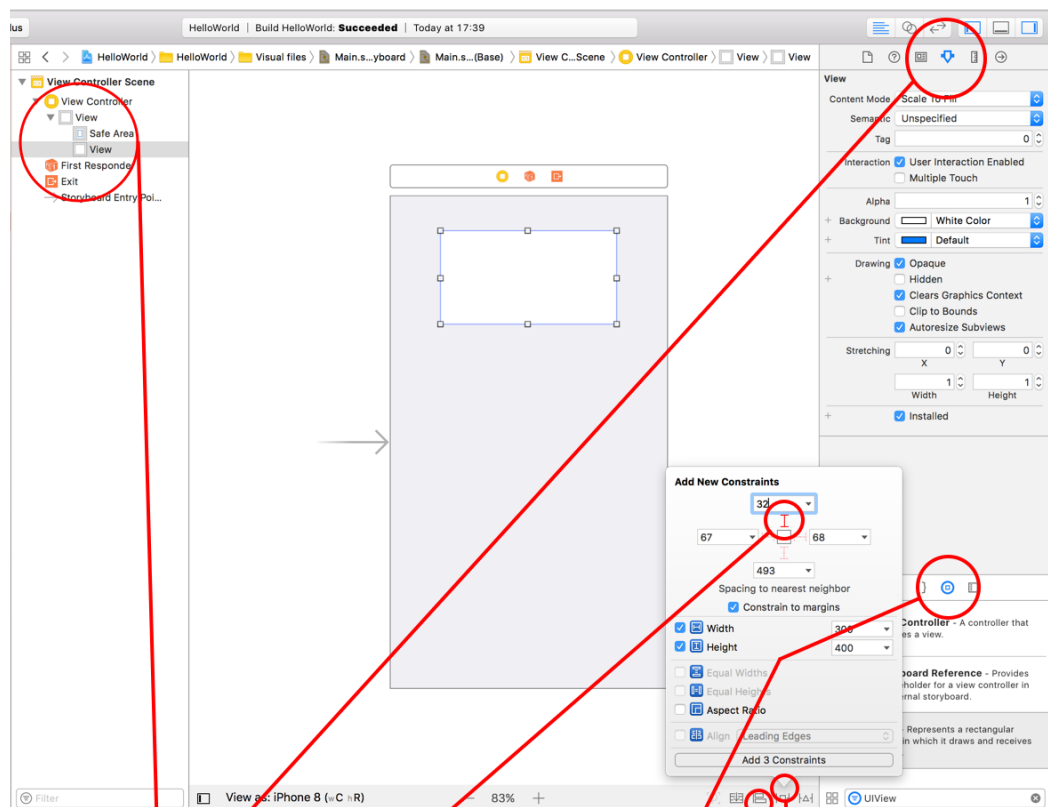 lus
HelloWorld | Build HelloWorld: Succeeded | Today at 17:39
HelloWorld HelloWorld Visual files Main.s...yboard Main.s...(Base) View C...Scene View Controller View View
View Controller Scene
View Controller
View
Safe Area
View
First Responder
Exit
Storyboard Entry Poi...
Filter
View as: iPhone 8 (wC hR)
83%
View
Content Mode Scale To Fill
Semantic Unspecified
Tag 0
Interaction User Interaction Enabled
Multiple Touch
Alpha 1
+ Background White Color
+ Tint Default
Drawing Opaque
+ Hidden
Clears Graphics Context
Clip to Bounds
Autoresize Subviews
Stretching 0 0
X Y
1 1
Width Height
+ Installed
Add New Constraints
32
67 68
493
Spacing to nearest neighbor
Constrain to margins
Width 300
Height 400
Equal Widths
Equal Heights
Aspect Ratio
Align Leading Edges
Add 3 Constraints
Controller - A controller that
es a view.
board Reference - Provides
holder for a view controller in
rnal storyboard.
- Represents a rectangular
in which it draws and receives
UIView